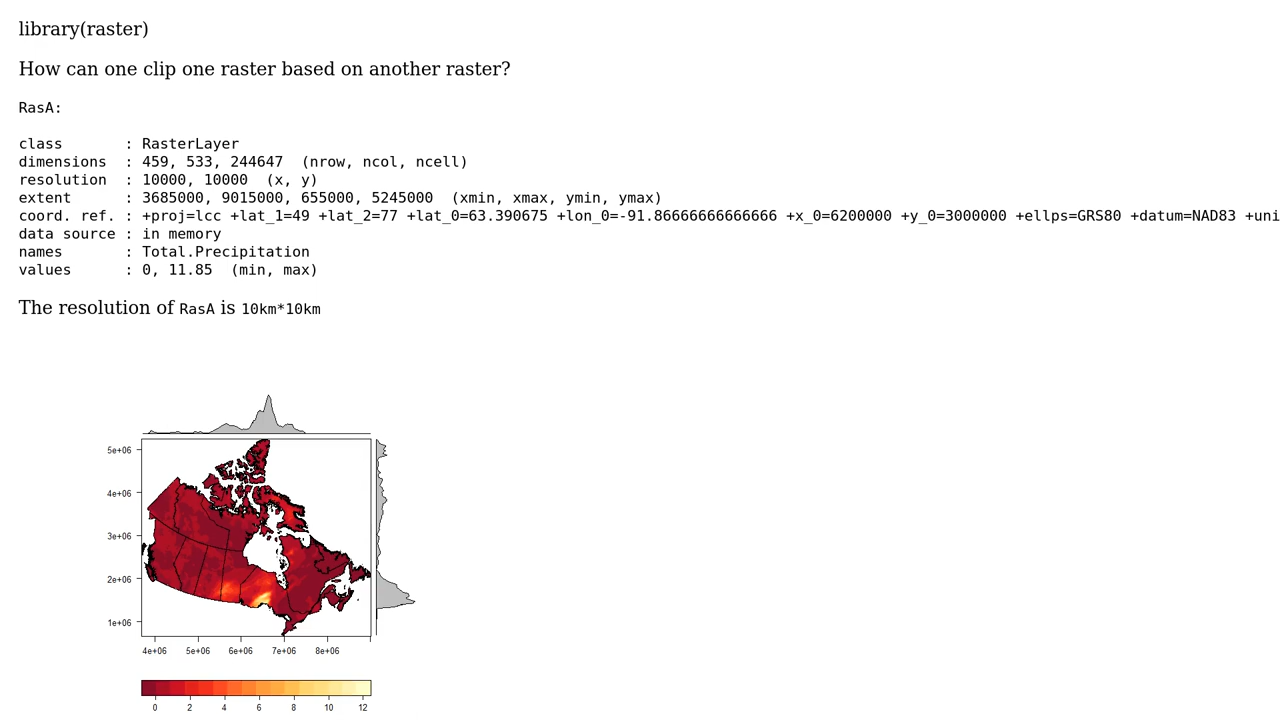 library(raster)
How can one clip one raster based on another raster?
RasA:
class       : RasterLayer
dimensions  : 459, 533, 244647  (nrow, ncol, ncell)
resolution  : 10000, 10000  (x, y)
extent      : 3685000, 9015000, 655000, 5245000  (xmin, xmax, ymin, ymax)
coord. ref. : +proj=lcc +lat_1=49 +lat_2=77 +lat_0=63.390675 +lon_0=-91.86666666666666 +x_0=6200000 +y_0=3000000 +ellps=GRS80 +datum=NAD83 +uni
data source : in memory
names       : Total.Precipitation
values      : 0, 11.85  (min, max)
The resolution of RasA is 10km*10km
5e+06
4e+06
3e+06
2e+06
1e+06
4e+06 5e+06 6e+06 7e+06 8e+06
0 2 4 6 8 10 12